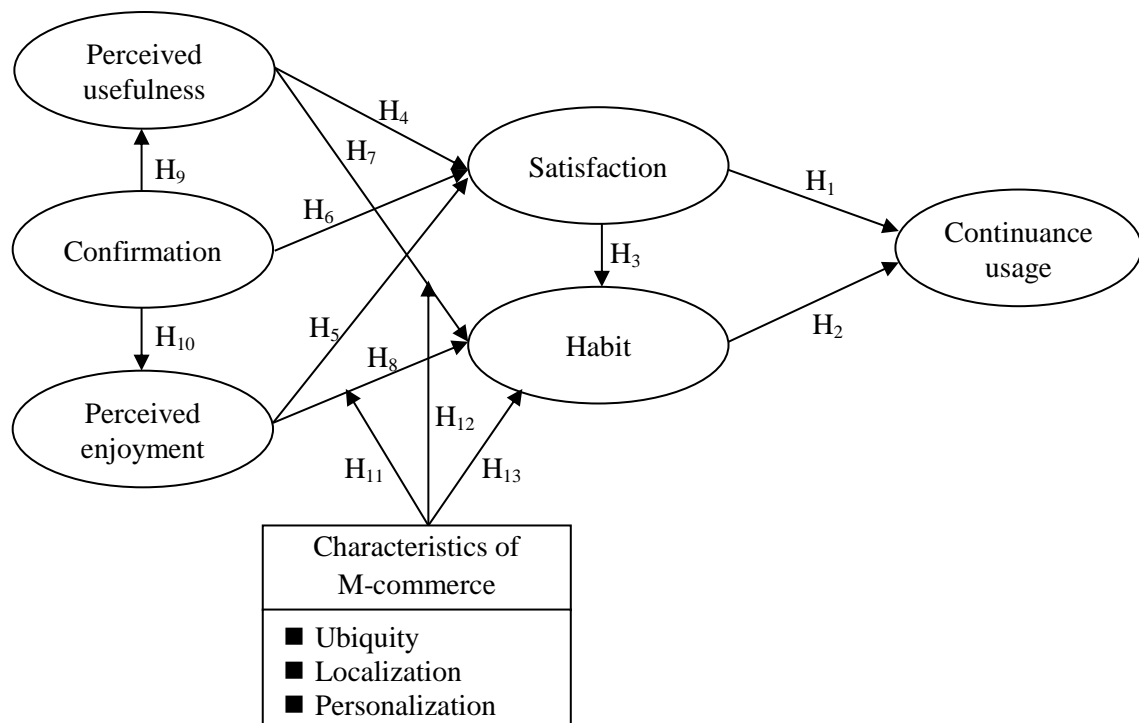 Perceived
usefulness
H₄
H₇
Satisfaction
H₁
H₉
H₆
Confirmation
H₃
Continuance
usage
H₁₀
H₅
H₈
Habit
H₂
Perceived
enjoyment
H₁₂
H₁₁
H₁₃
Characteristics of
M-commerce
■ Ubiquity
■ Localization
■ Personalization